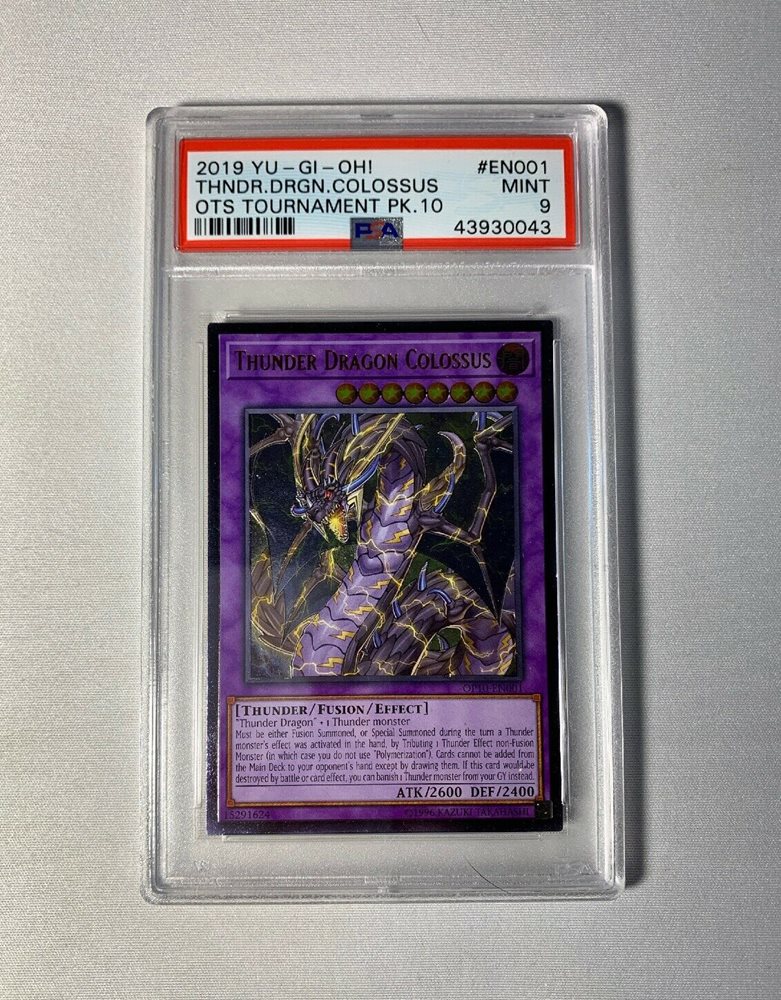 2019 YU-GI-OH! #EN001
THNDR.DRGN.COLOSSUS MINT
OTS TOURNAMENT PK.10 9
PSA 43930043
THUNDER DRAGON COLOSSUS
OP10-EN001
[THUNDER/FUSION/EFFECT]
"Thunder Dragon" + 1 Thunder monster
Must be either Fusion Summoned, or Special Summoned during the turn a Thunder
monster's effect was activated in the hand, by Tributing 1 Thunder Effect non-Fusion
Monster (in which case you do not use "Polymerization"). Cards cannot be added from
the Main Deck to your opponent's hand except by drawing them. If this card would be
destroyed by battle or card effect, you can banish 1 Thunder monster from your GY instead.
ATK/2600 DEF/2400
15291624 ©1996 KAZUKI TAKAHASHI
PSA